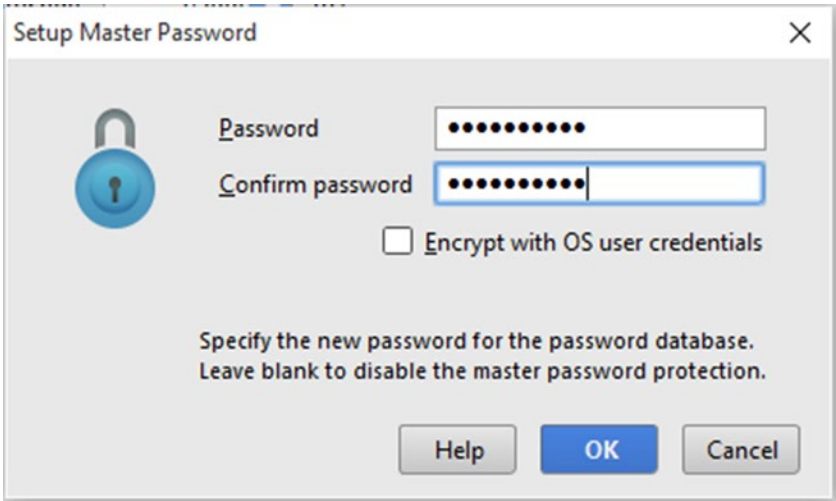 Setup Master Password
Password ••••••••••
Confirm password ••••••••••
Encrypt with OS user credentials
Specify the new password for the password database.
Leave blank to disable the master password protection.
Help OK Cancel